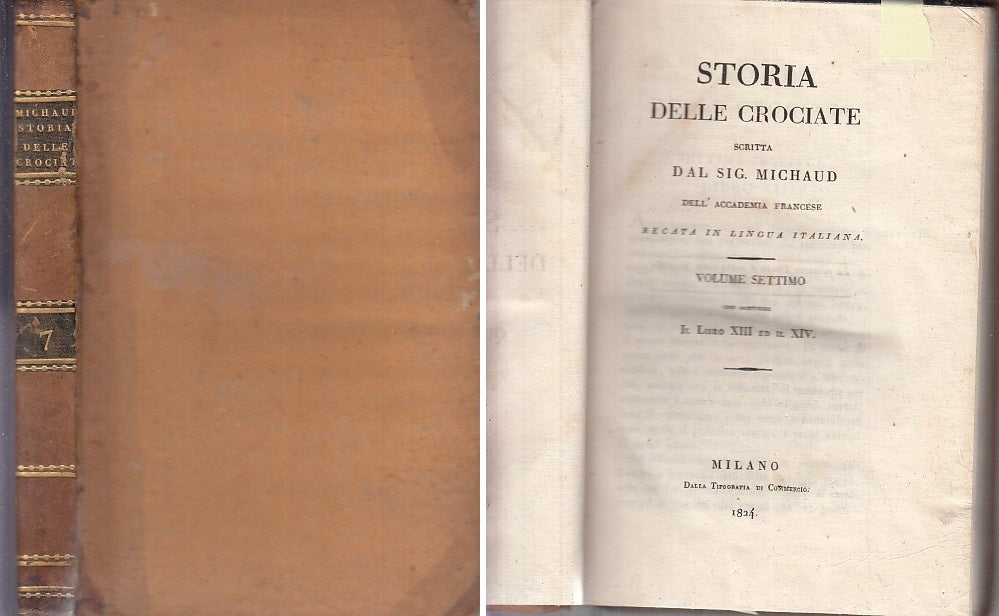 MICHAUD
STORIA
DELLE
CROCIAT
7
STORIA
DELLE CROCIATE
SCRITTA
DAL SIG. MICHAUD
DELL' ACCADEMIA FRANCESE
RECATA IN LINGUA ITALIANA.
VOLUME SETTIMO
IL LIBRO XIII ED IL XIV.
MILANO
DALLA TIPOGRAFIA DI COMMERCIO.
1824.